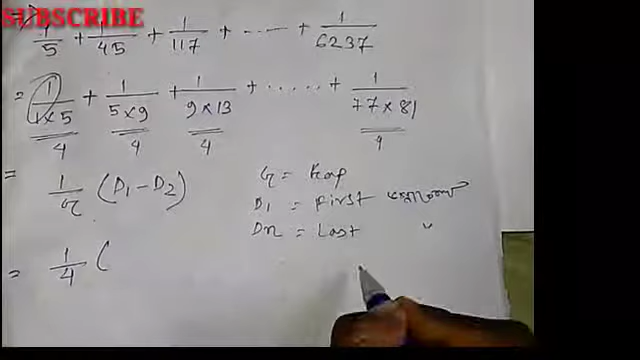 SUBSCRIBE
=> 1/5 + 1/45 + 1/117 + ..... + 1/6237
= 1/1×5 + 1/5×9 + 1/9×13 + ...... + 1/77×81
4 4 4 4
= 1/ (D1 - D2)
D1 = First
Dn = Last "
= 1/4 (